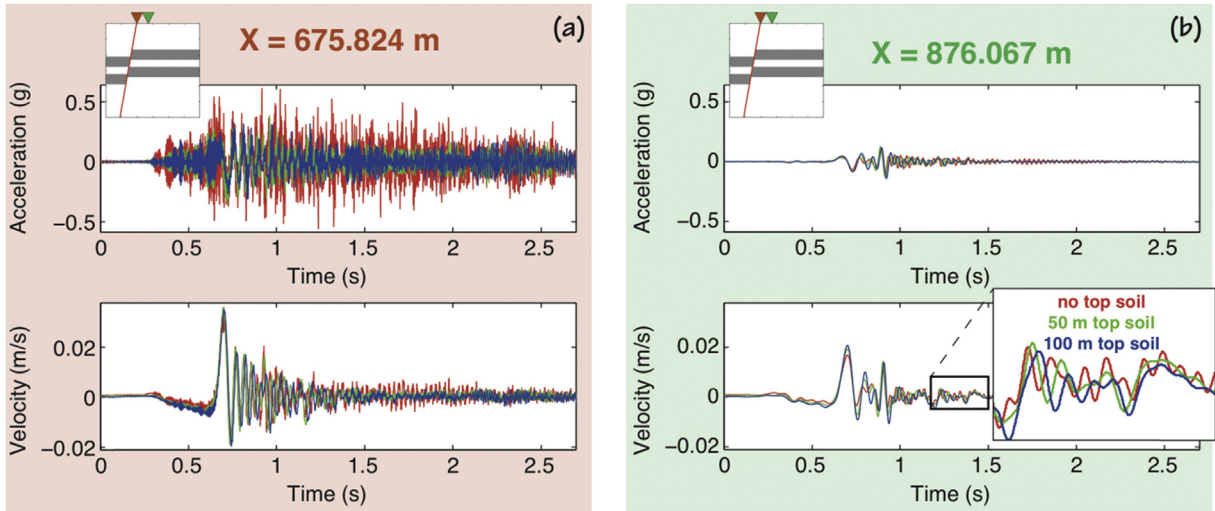 (a)
X = 675.824 m
Acceleration (g)
0.5
0
−0.5
0 0.5 1 1.5 2 2.5
Time (s)
Velocity (m/s)
0.02
0
−0.02
0 0.5 1 1.5 2 2.5
Time (s)
(b)
X = 876.067 m
Acceleration (g)
0.5
0
−0.5
0 0.5 1 1.5 2 2.5
Time (s)
Velocity (m/s)
0.02
0
−0.02
0 0.5 1 1.5 2 2.5
Time (s)
no top soil
50 m top soil
100 m top soil